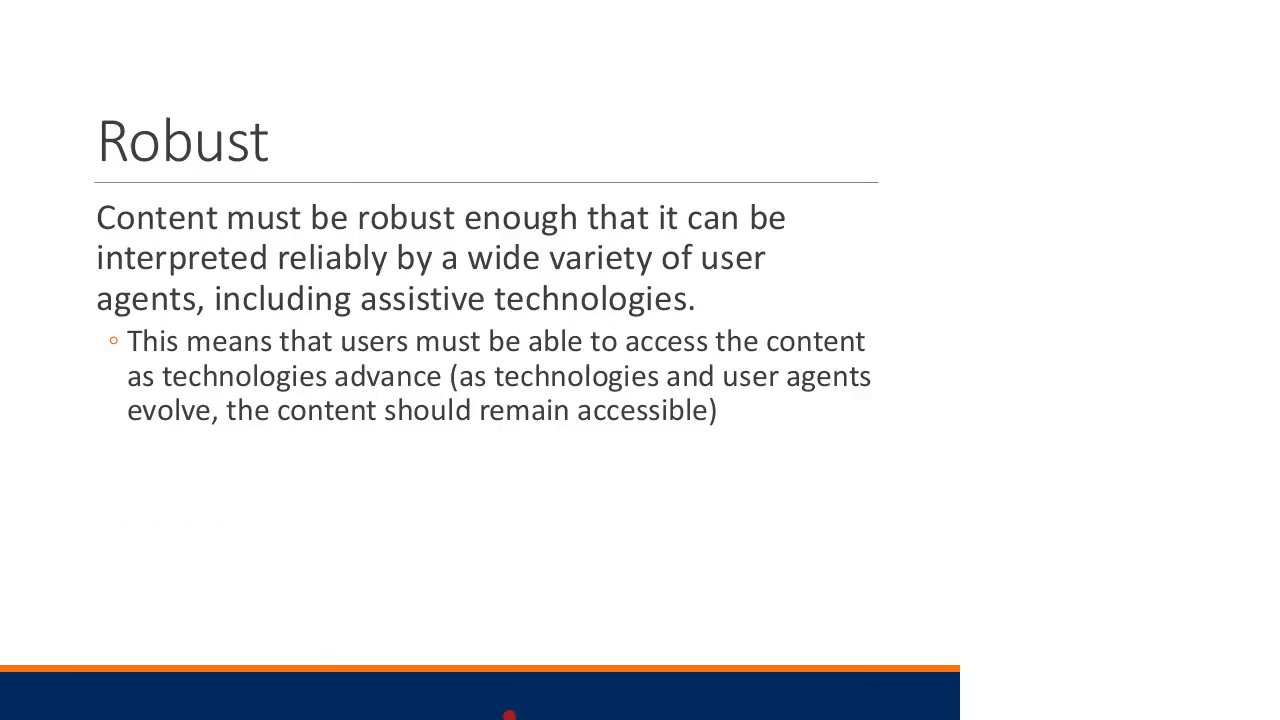 Robust
Content must be robust enough that it can be
interpreted reliably by a wide variety of user
agents, including assistive technologies.
◦ This means that users must be able to access the content
as technologies advance (as technologies and user agents
evolve, the content should remain accessible)